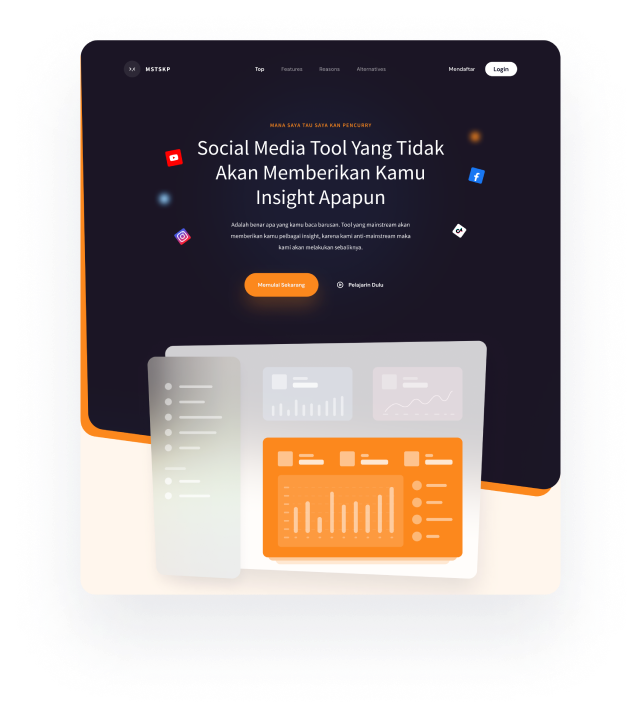 MSTSKP
Top Features Reasons Alternatives
Mendaftar Login
MANA SAYA TAU SAYA KAN PENCURRY
Social Media Tool Yang Tidak
Akan Memberikan Kamu
Insight Apapun
Adalah benar apa yang kamu baca barusan. Tool yang mainstream akan
memberikan kamu pelbagai insight, karena kami anti-mainstream maka
kami akan melakukan sebaliknya.
Memulai Sekarang Pelajarin Dulu